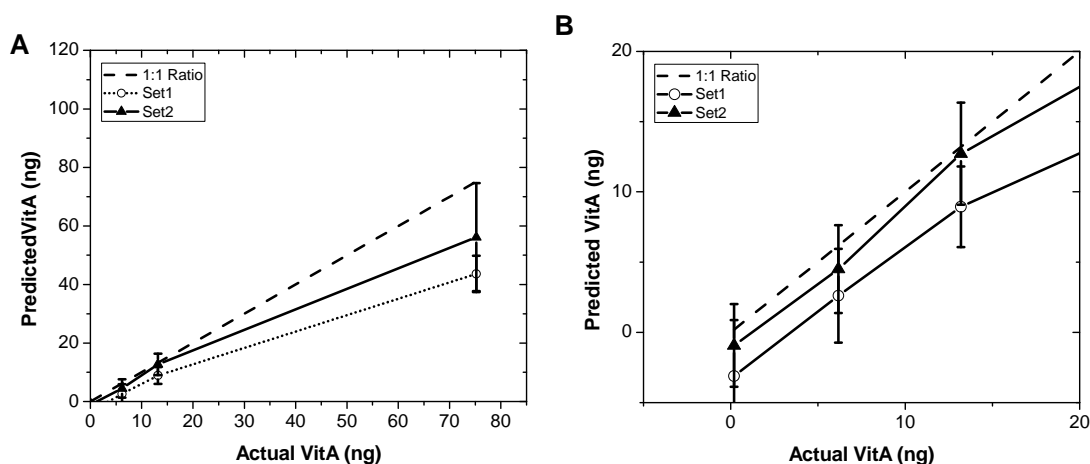 A
120
100
80
60
40
20
0
PredictedVitA (ng)
1:1 Ratio
Set1
Set2
0 10 20 30 40 50 60 70 80
Actual VitA (ng)
B
20
10
0
Predicted VitA (ng)
1:1 Ratio
Set1
Set2
0 10 20
Actual VitA (ng)